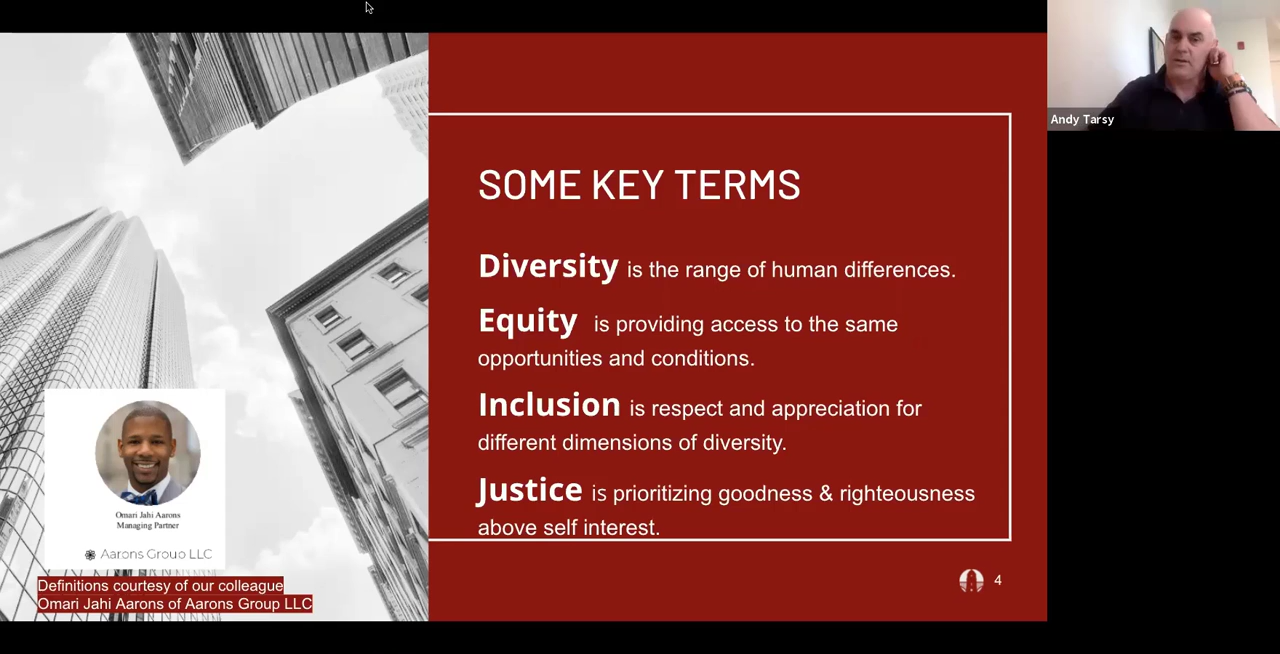 Andy Tarsy
SOME KEY TERMS
Diversity is the range of human differences.
Equity is providing access to the same
opportunities and conditions.
Inclusion is respect and appreciation for
different dimensions of diversity.
Justice is prioritizing goodness & righteousness
above self interest.
Omari Jahi Aarons
Managing Partner
Aarons Group LLC
Definitions courtesy of our colleague
Omari Jahi Aarons of Aarons Group LLC
4